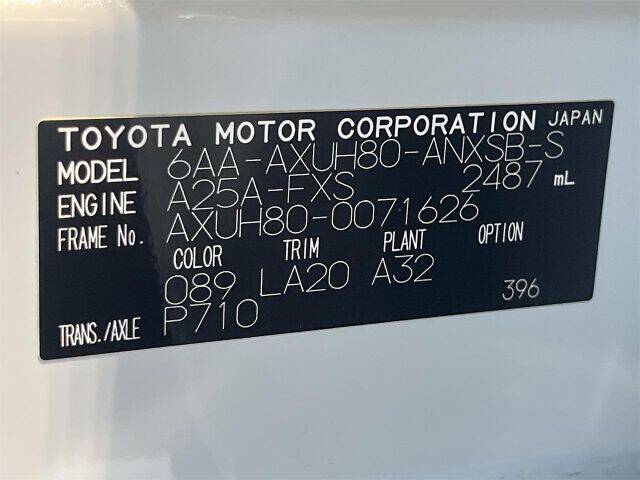 TOYOTA MOTOR CORPORATION JAPAN
MODEL 6AA-AXUH80-ANXSB-S
ENGINE A25A-FXS 2487 mL
FRAME No. AXUH80-0071626
COLOR TRIM PLANT OPTION
089 LA20 A32
TRANS./AXLE P710 396